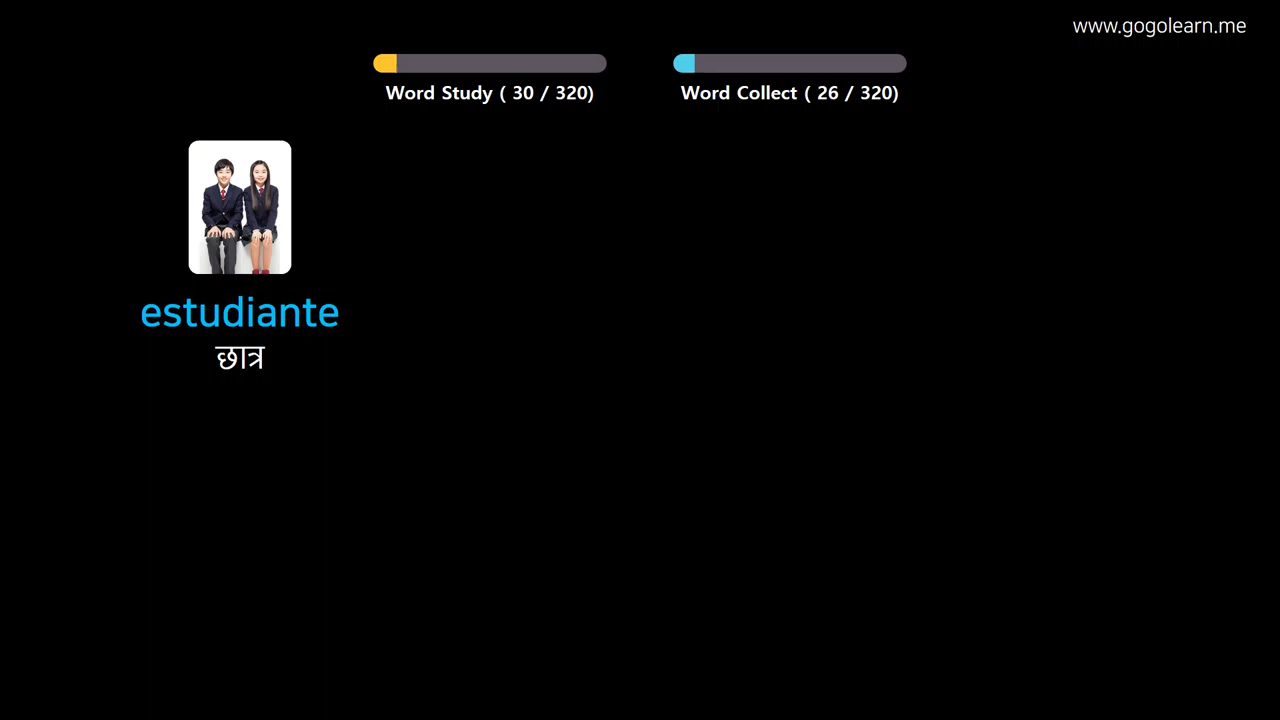 www.gogolearn.me
Word Study ( 30 / 320)
Word Collect ( 26 / 320)
estudiante
छात्र